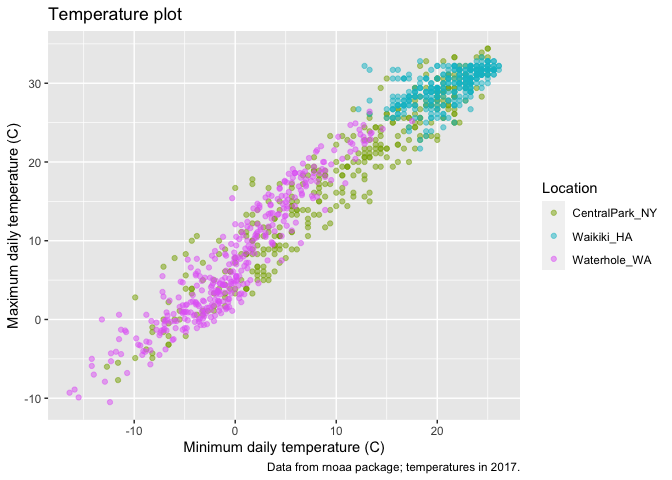 Temperature plot
Maximum daily temperature (C)
30
20
10
0
-10
-10
0
10
20
Minimum daily temperature (C)
Location
CentralPark_NY
Waikiki_HA
Waterhole_WA
Data from moaa package; temperatures in 2017.